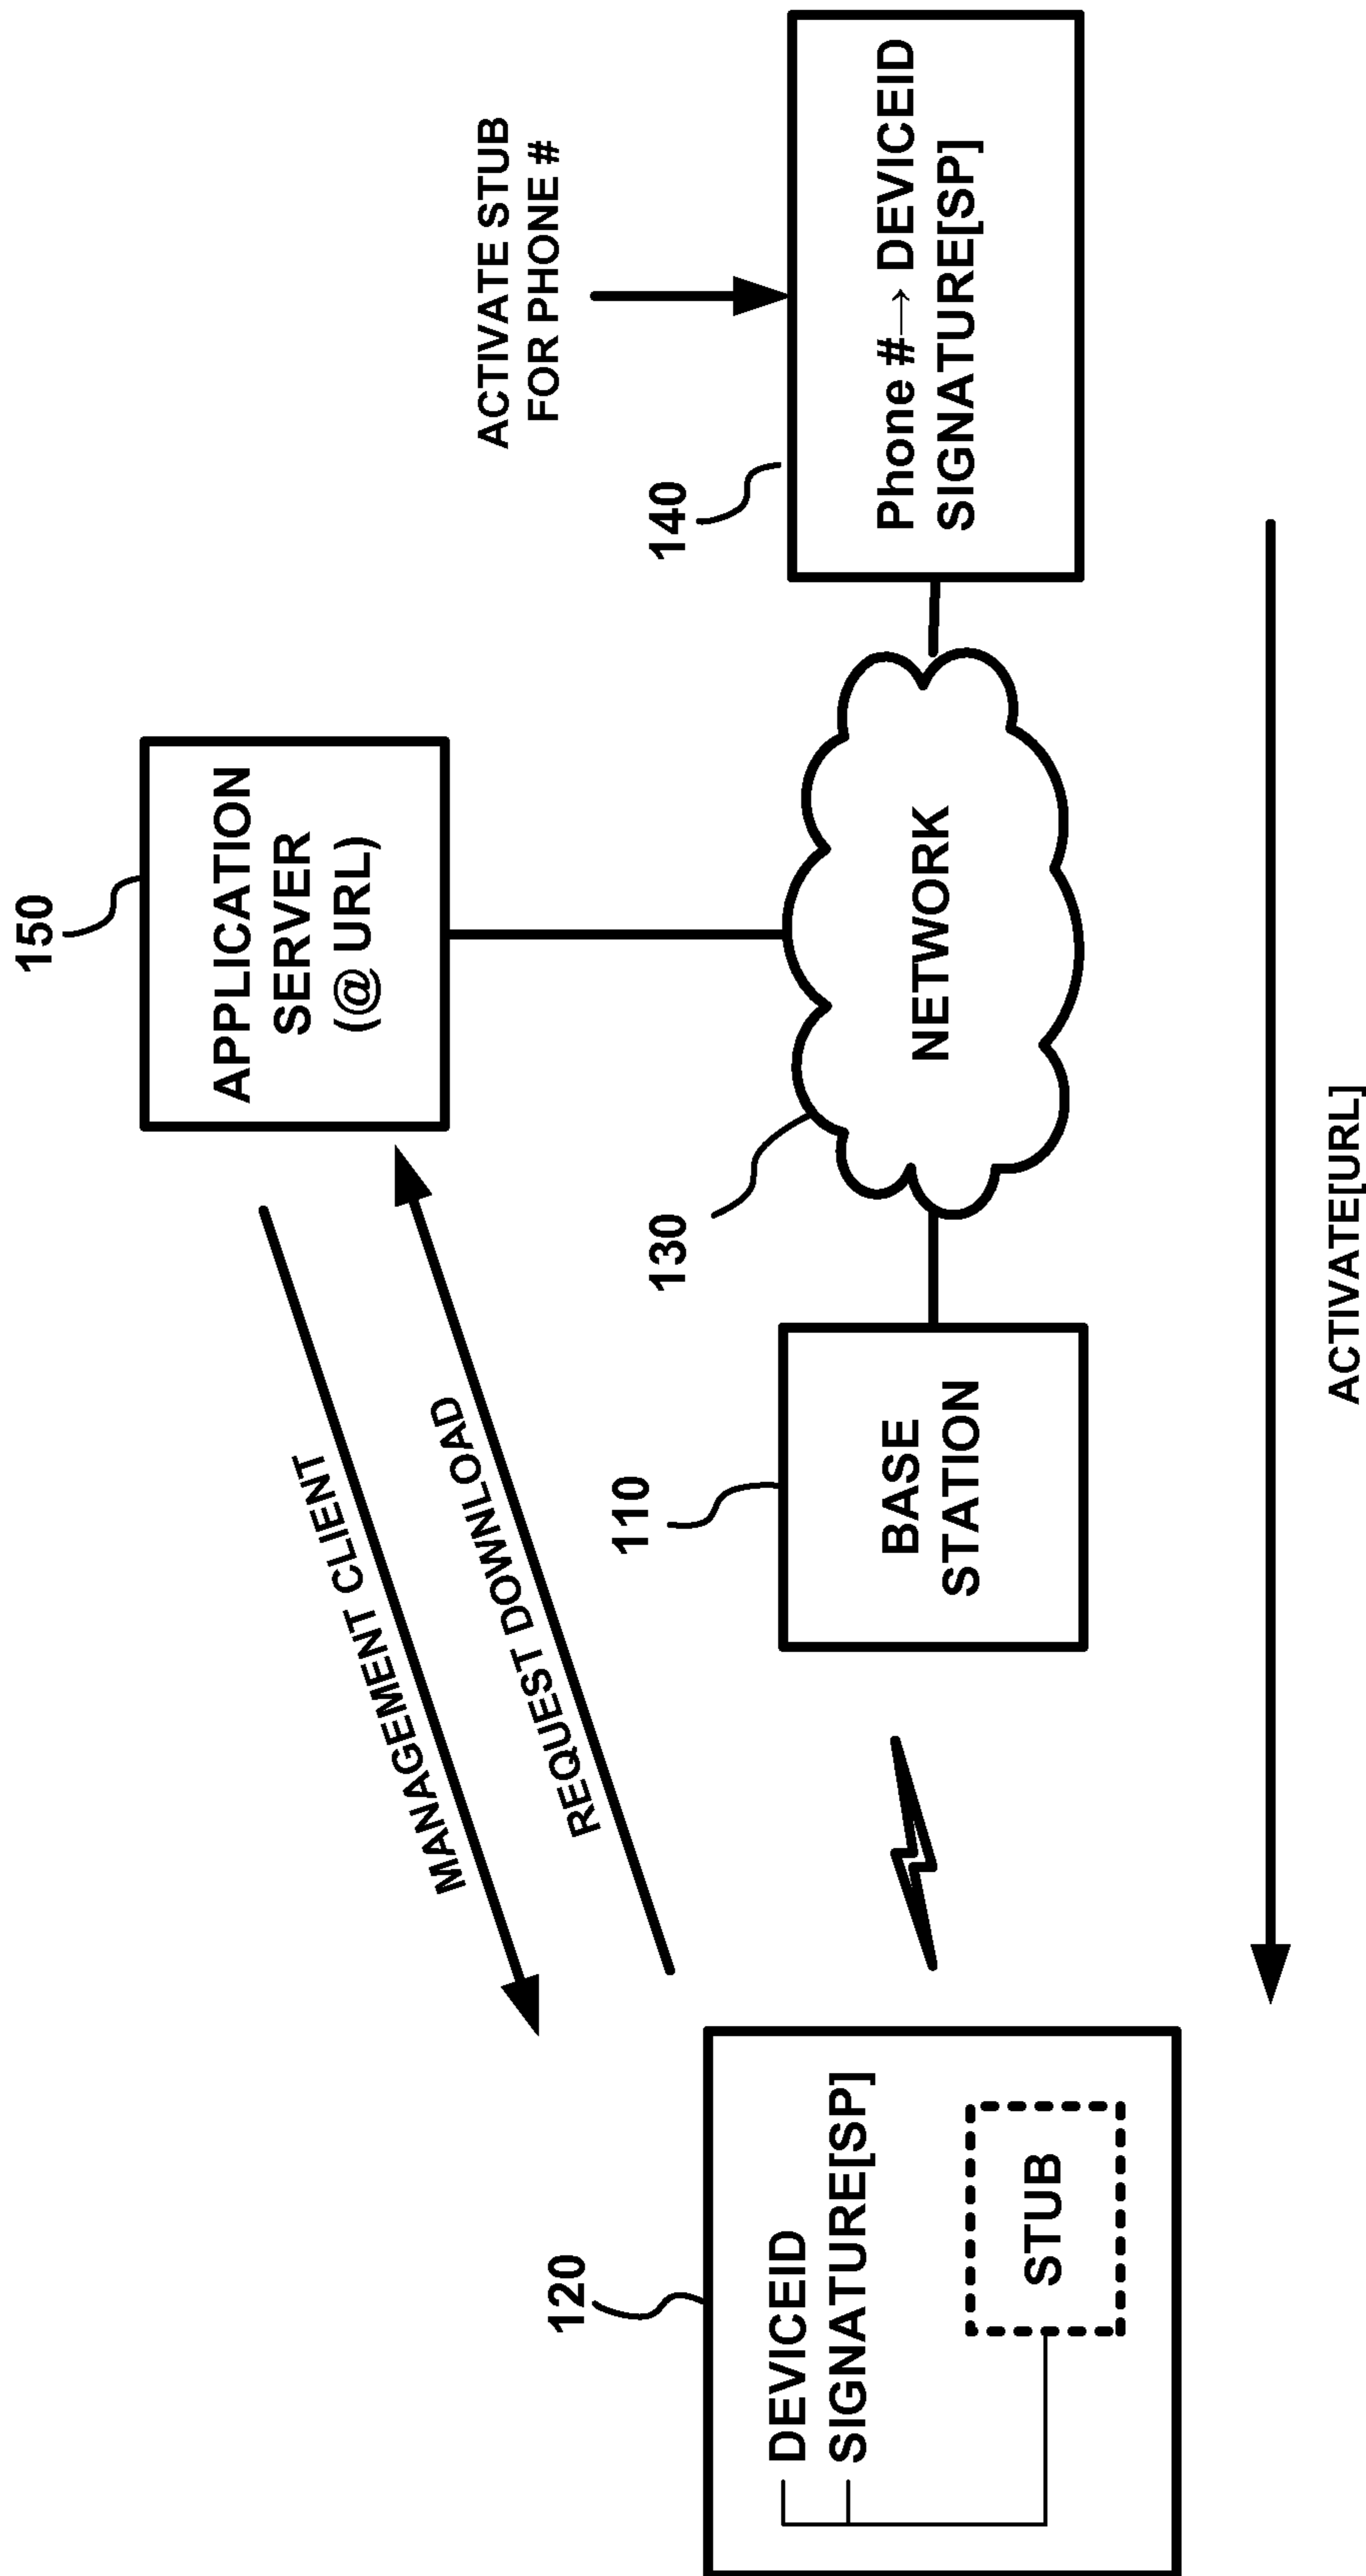 150
APPLICATION
SERVER
(@ URL)
ACTIVATE STUB
FOR PHONE #
MANAGEMENT CLIENT
REQUEST DOWNLOAD
120
110
130
140
DEVICEID
SIGNATURE[SP]
STUB
BASE
STATION
NETWORK
Phone #→ DEVICEID
SIGNATURE[SP]
ACTIVATE[URL]